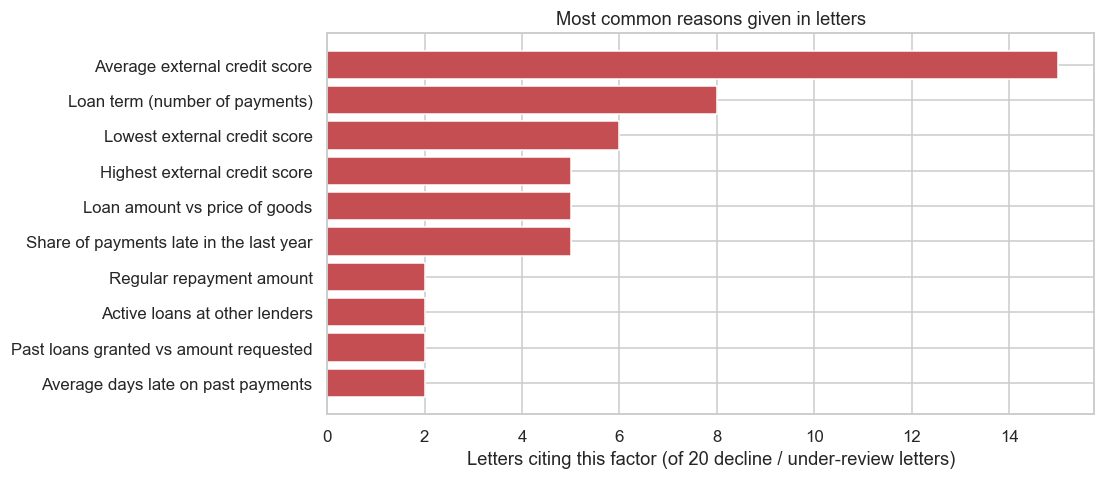 Most common reasons given in letters
Average external credit score
Loan term (number of payments)
Lowest external credit score
Highest external credit score
Loan amount vs price of goods
Share of payments late in the last year
Regular repayment amount
Active loans at other lenders
Past loans granted vs amount requested
Average days late on past payments
0 2 4 6 8 10 12 14
Letters citing this factor (of 20 decline / under-review letters)